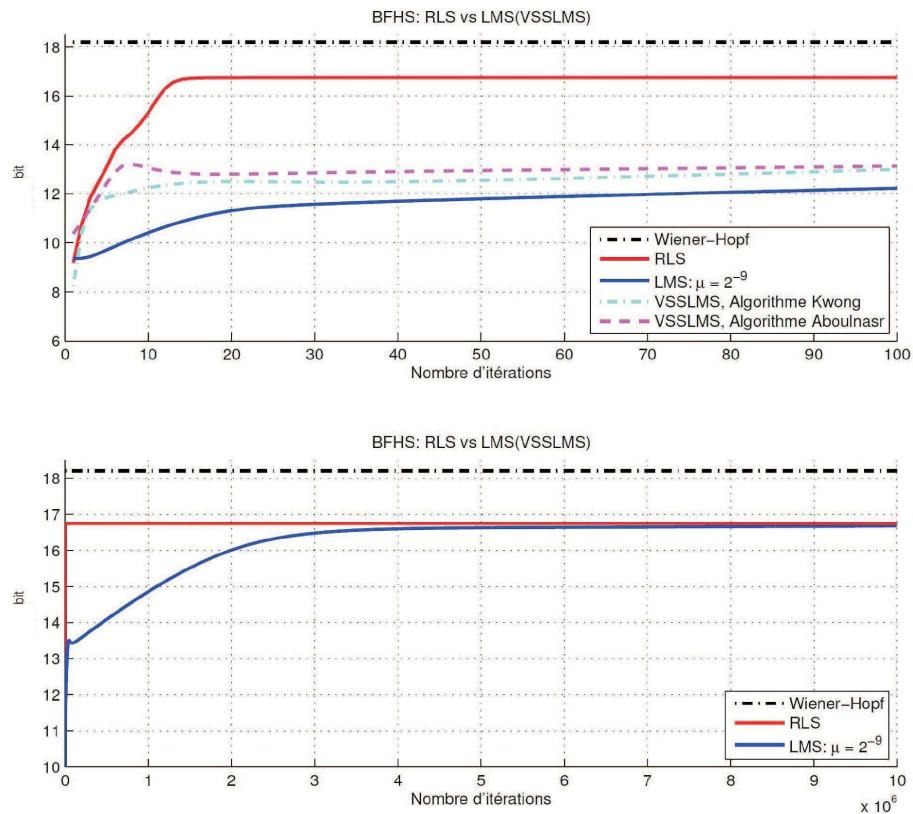 BFHS: RLS vs LMS(VSSLMS)
18
16
14
12
10
8
6
bit
0 10 20 30 40 50 60 70 80 90 100
Nombre d'itérations
Wiener-Hopf
RLS
LMS: μ = 2⁻⁹
VSSLMS, Algorithme Kwong
VSSLMS, Algorithme Aboulnasr
BFHS: RLS vs LMS(VSSLMS)
18
17
16
15
14
13
12
11
10
bit
0 1 2 3 4 5 6 7 8 9 10
Nombre d'itérations
x 10⁶
Wiener-Hopf
RLS
LMS: μ = 2⁻⁹